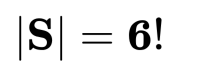 |S| = 6!